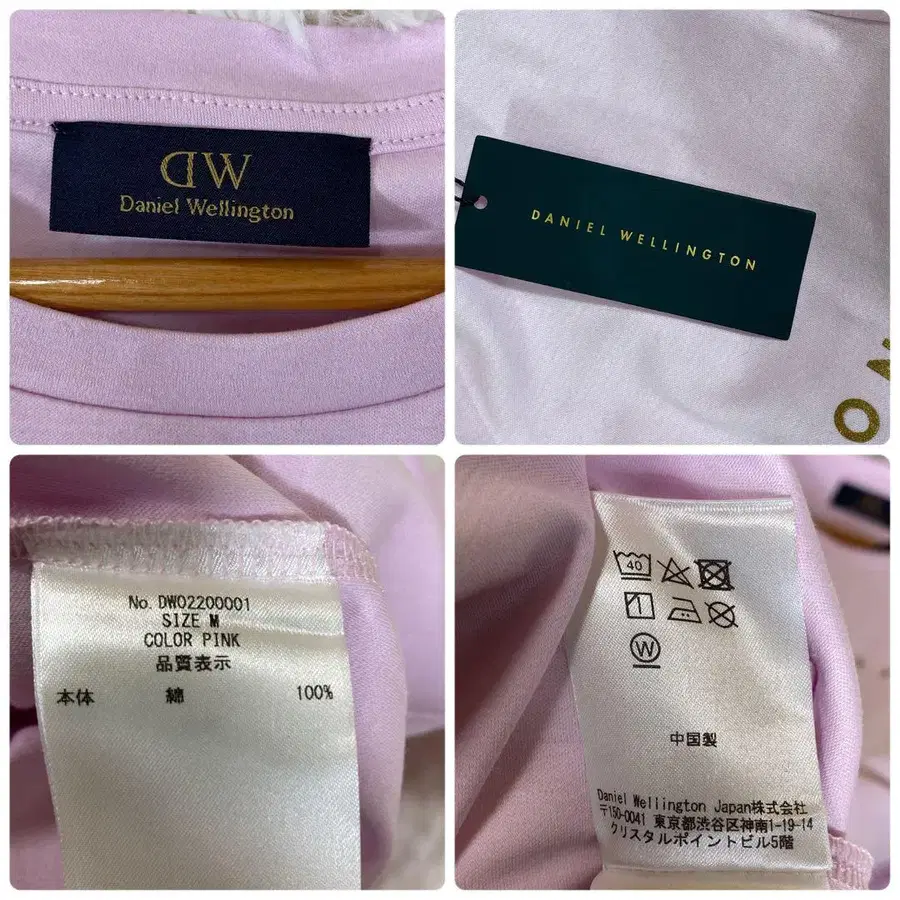 DW
Daniel Wellington
DANIEL WELLINGTON
ON
No. DW02200001
SIZE M
COLOR PINK
品質表示
本体 綿 100%
40
W
中国製
Daniel Wellington Japan株式会社
〒150-0041 東京都渋谷区神南1-19-14
クリスタルポイントビル5階